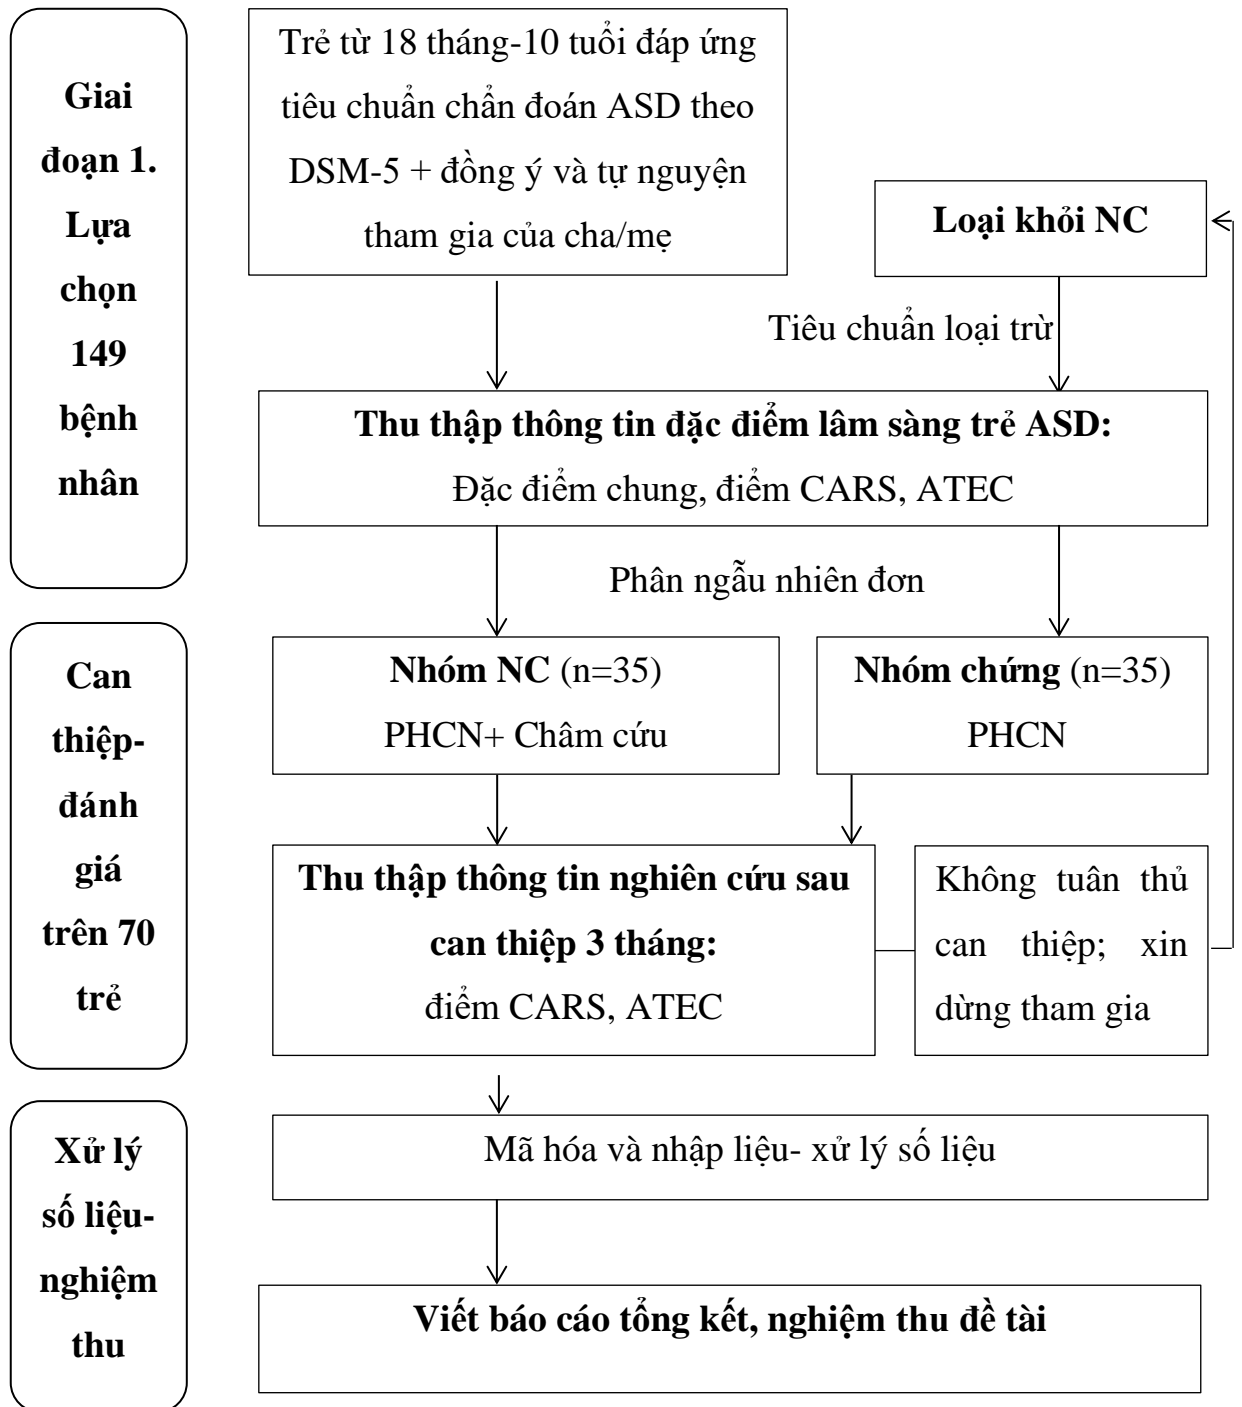 Giai
đoạn 1.
Lựa
chọn
149
bệnh
nhân
Trẻ từ 18 tháng-10 tuổi đáp ứng
tiêu chuẩn chẩn đoán ASD theo
DSM-5 + đồng ý và tự nguyện
tham gia của cha/mẹ
Loại khỏi NC
Tiêu chuẩn loại trừ
Thu thập thông tin đặc điểm lâm sàng trẻ ASD:
Đặc điểm chung, điểm CARS, ATEC
Phân ngẫu nhiên đơn
Can
thiệp-
đánh
giá
trên 70
trẻ
Nhóm NC (n=35)
PHCN+ Châm cứu
Nhóm chứng (n=35)
PHCN
Thu thập thông tin nghiên cứu sau
can thiệp 3 tháng:
điểm CARS, ATEC
Không tuân thủ
can thiệp; xin
dừng tham gia
Xử lý
số liệu-
nghiệm
thu
Mã hóa và nhập liệu- xử lý số liệu
Viết báo cáo tổng kết, nghiệm thu đề tài